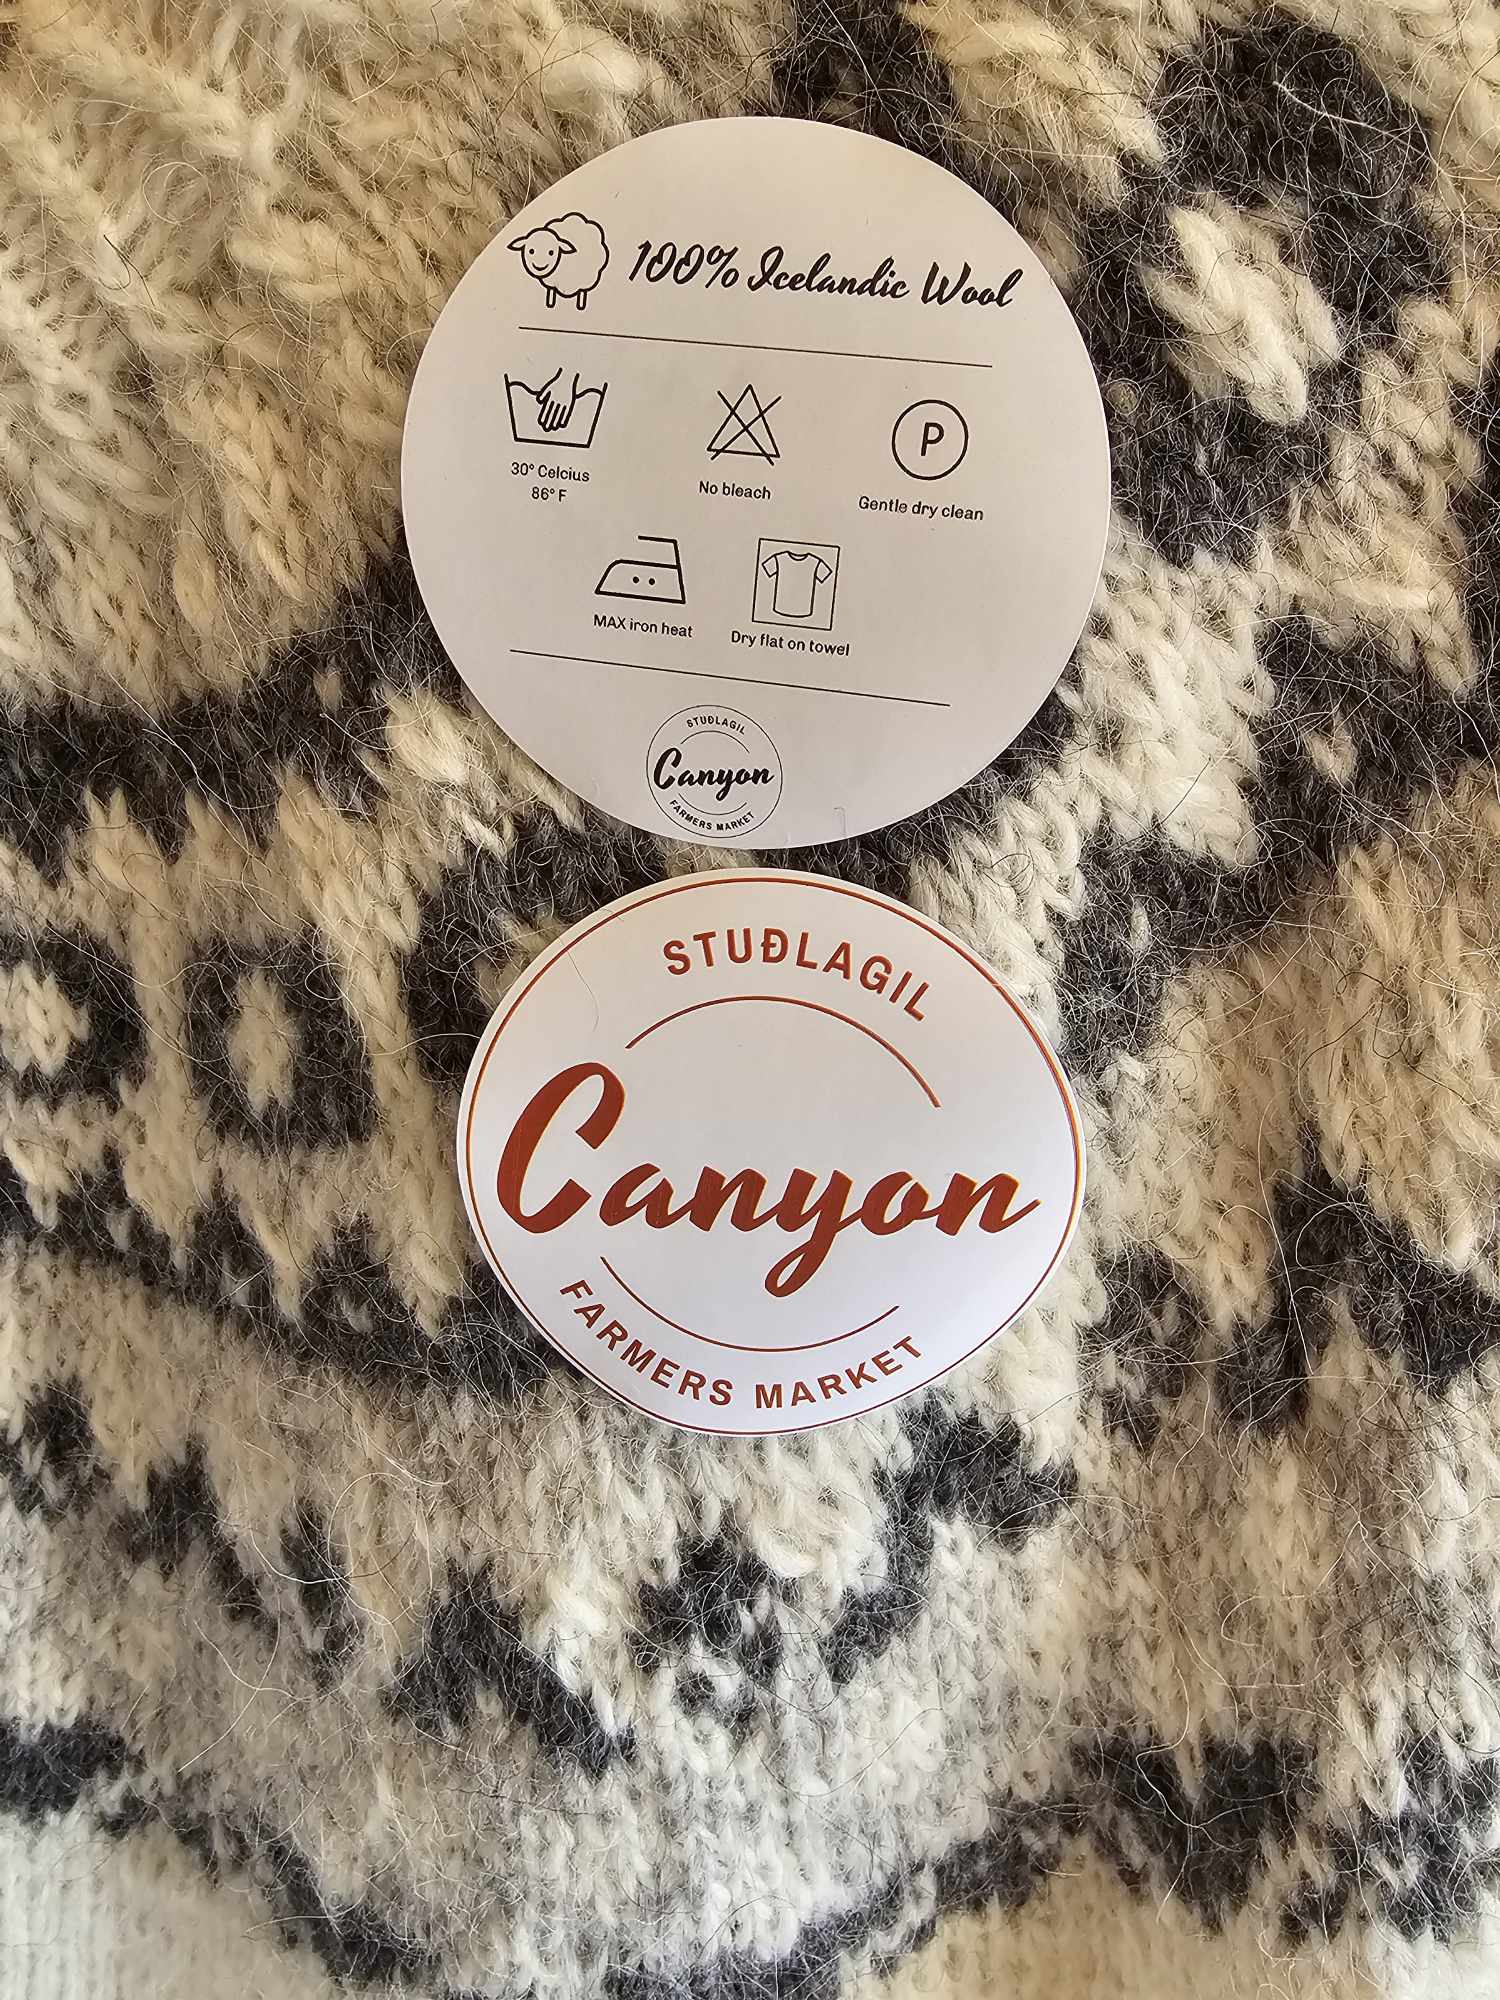 100% Icelandic Wool
30° Celcius
86° F
No bleach
P
Gentle dry clean
MAX iron heat
Dry flat on towel
STUÐLAGIL
Canyon
FARMERS MARKET
STUÐLAGIL
Canyon
FARMERS MARKET